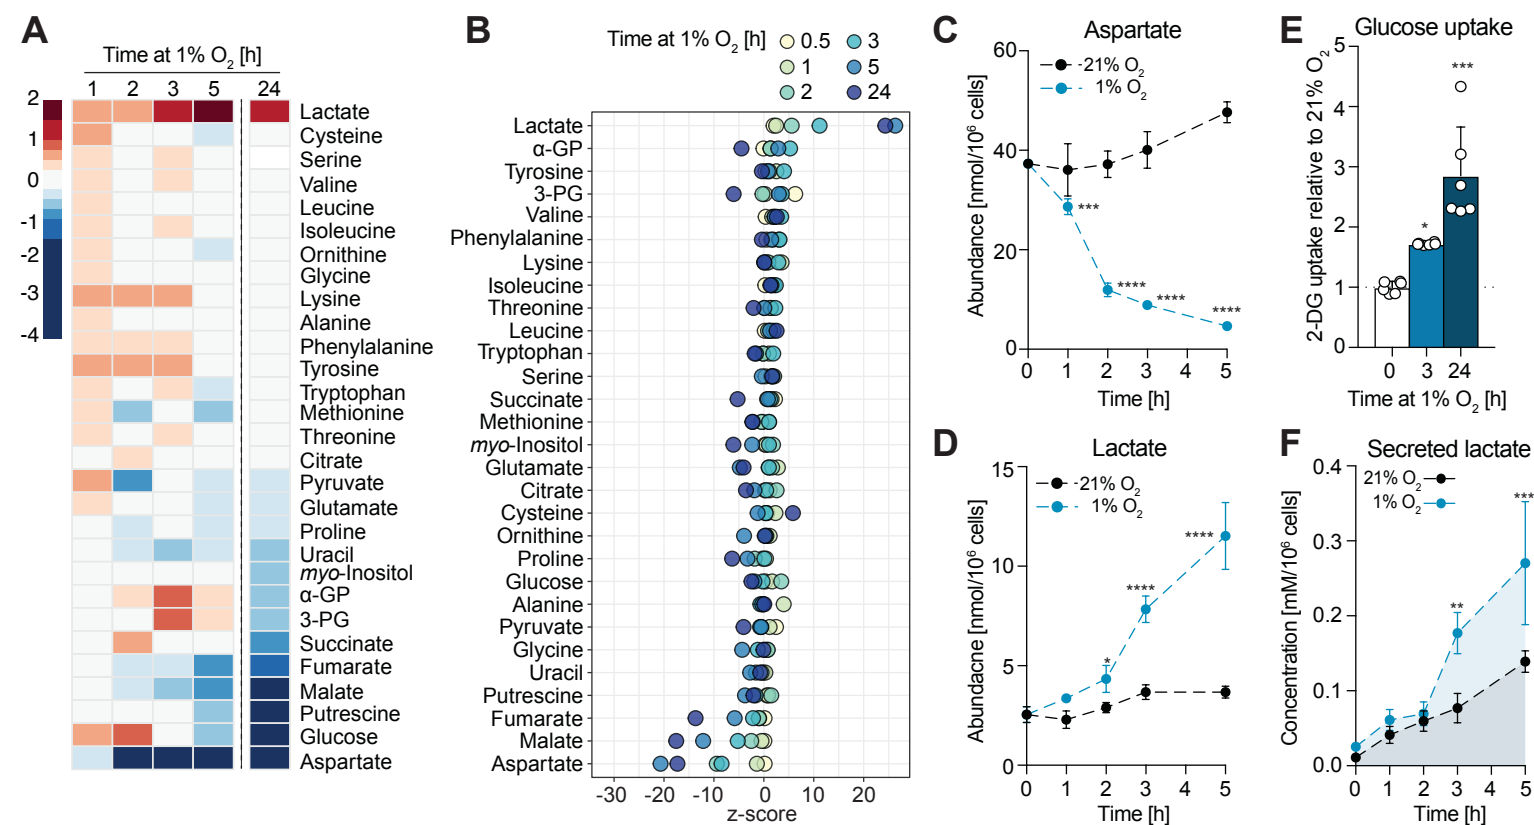 A
Time at 1% O2 [h]
1 2 3 5 24
2
1
0
-1
-2
-3
-4
Lactate
Cysteine
Serine
Valine
Leucine
Isoleucine
Ornithine
Glycine
Lysine
Alanine
Phenylalanine
Tyrosine
Tryptophan
Methionine
Threonine
Citrate
Pyruvate
Glutamate
Proline
Uracil
myo-Inositol
α-GP
3-PG
Succinate
Fumarate
Malate
Putrescine
Glucose
Aspartate
B
Time at 1% O2 [h]
0.5 3
1 5
2 24
Lactate
α-GP
Tyrosine
3-PG
Valine
Phenylalanine
Lysine
Isoleucine
Threonine
Leucine
Tryptophan
Serine
Succinate
Methionine
myo-Inositol
Glutamate
Citrate
Cysteine
Ornithine
Proline
Glucose
Alanine
Pyruvate
Glycine
Uracil
Putrescine
Fumarate
Malate
Aspartate
-30 -20 -10 0 10 20
z-score
C
Aspartate
Abundance [nmol/10⁶ cells]
60
40
20
0
21% O2
1% O2
***
****
****
****
0 1 2 3 4 5
Time [h]
D
Lactate
Abundacne [nmol/10⁶ cells]
15
10
5
0
21% O2
1% O2
*
****
****
0 1 2 3 4 5
Time [h]
E
Glucose uptake
2-DG uptake relative to 21% O2
5
4
3
2
1
0
*
***
0 3 24
Time at 1% O2 [h]
F
Secreted lactate
Concentration [mM/10⁶ cells]
0.4
0.3
0.2
0.1
0.0
21% O2
1% O2
**
***
0 1 2 3 4 5
Time [h]